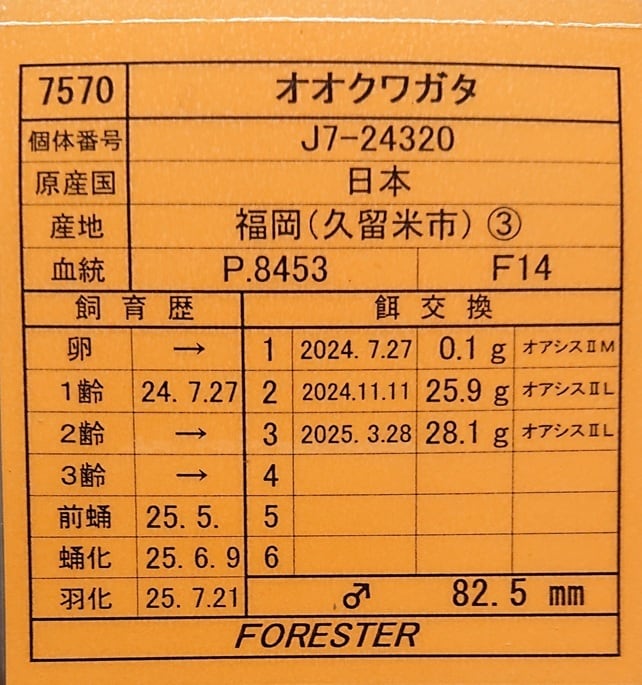 7570 オオクワガタ
個体番号 J7-24320
原産国 日本
産地 福岡(久留米市) ③
血統 P.8453 F14
飼育歴 餌交換
卵 → 1 2024. 7.27 0.1 g オアシスⅡM
1齢 24. 7.27 2 2024.11.11 25.9 g オアシスⅡL
2齢 → 3 2025. 3.28 28.1 g オアシスⅡL
3齢 → 4
前蛹 25. 5. 5
蛹化 25. 6. 9 6
羽化 25. 7.21 ♂ 82.5 mm
FORESTER